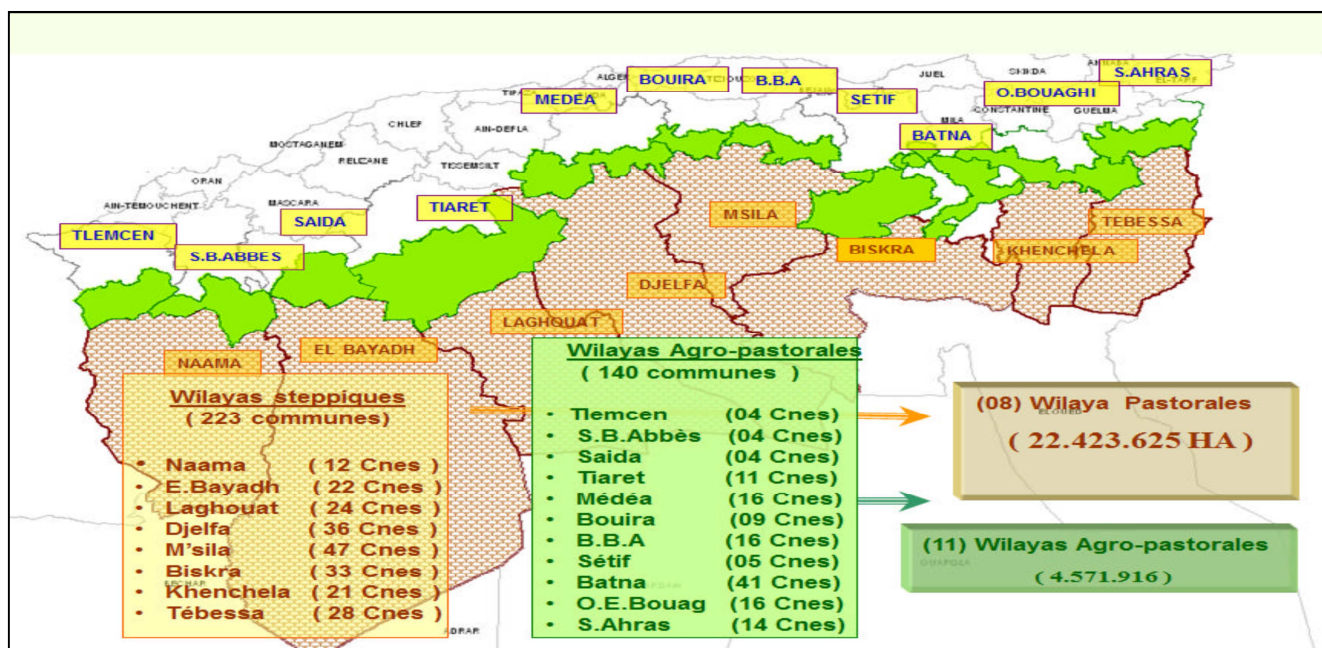 S.AHRAS
BOUIRA
B.B.A
JIJEL
SKIKDA
MEDEA
SETIF
O.BOUAGHI
CONSTANTINE
GUELMA
MILA
CHLEF
AIN-DEFLA
BATNA
MOSTAGANEM
RELIZANE
TISSEMSILT
ORAN
AIN-TEMOUCHENT
MASCARA
TIARET
SAIDA
MSILA
TEBESSA
TLEMCEN
S.B.ABBES
BISKRA
KHENCHELA
DJELFA
LAGHOUAT
NAAMA
EL BAYADH
Wilayas steppiques
( 223 communes)
• Naama ( 12 Cnes )
• E.Bayadh ( 22 Cnes )
• Laghouat ( 24 Cnes )
• Djelfa ( 36 Cnes )
• M'sila ( 47 Cnes )
• Biskra ( 33 Cnes )
• Khenchela ( 21 Cnes )
• Tébessa ( 28 Cnes )
Wilayas Agro-pastorales
( 140 communes )
• Tlemcen (04 Cnes)
• S.B.Abbès (04 Cnes)
• Saida (04 Cnes)
• Tiaret (11 Cnes)
• Médéa (16 Cnes)
• Bouira (09 Cnes)
• B.B.A (16 Cnes)
• Sétif (05 Cnes)
• Batna (41 Cnes)
• O.E.Bouag (16 Cnes)
• S.Ahras (14 Cnes)
(08) Wilaya Pastorales
ELOUED
( 22.423.625 HA )
(11) Wilayas Agro-pastorales
OUARGLA
( 4.571.916 )
ADRAR